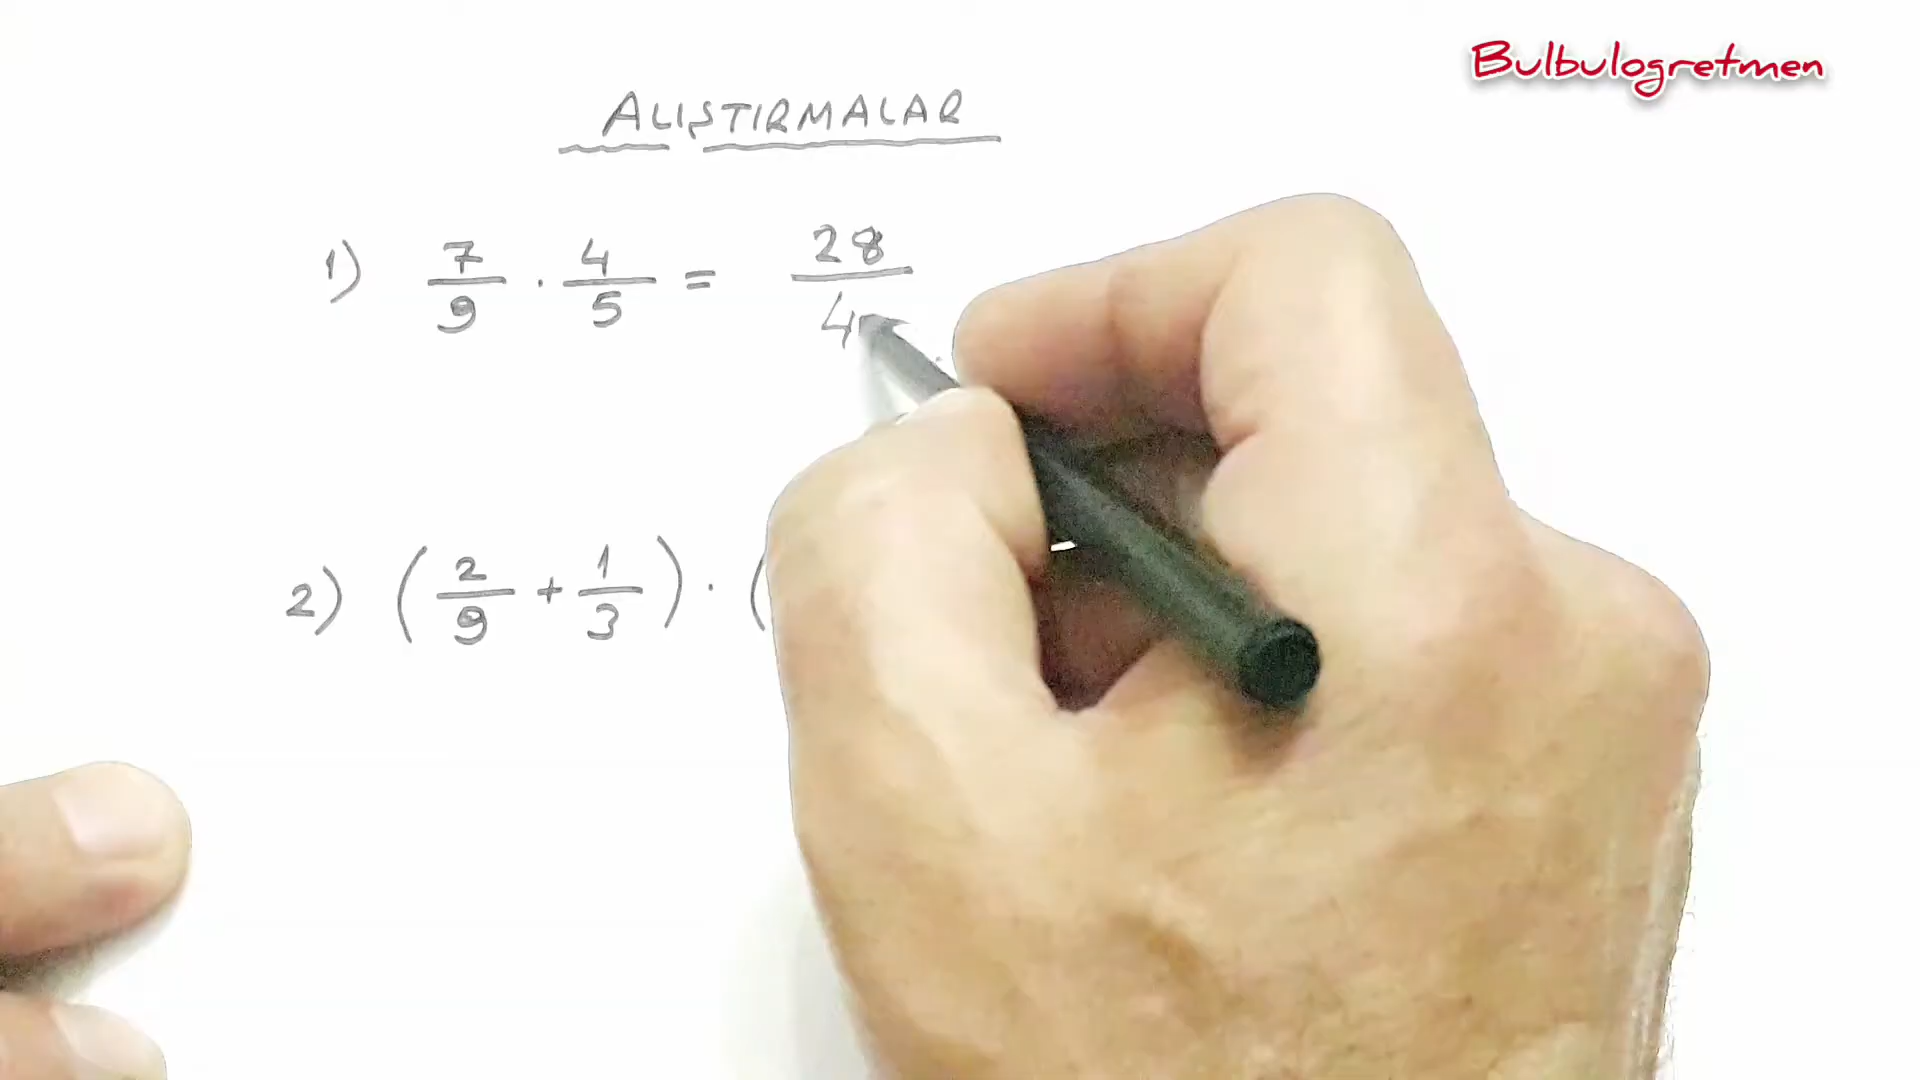 Bulbulogretmen
ALIŞTIRMALAR
1) 7/9 · 4/5 = 28/4
2) (2/9 + 1/3) · (